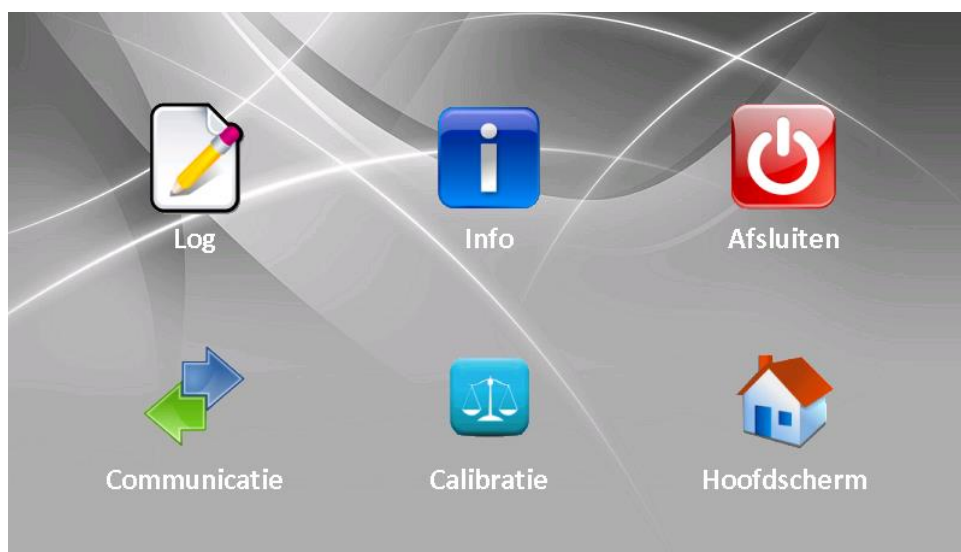 Log
Info
Afsluiten
Communicatie
Calibratie
Hoofdscherm